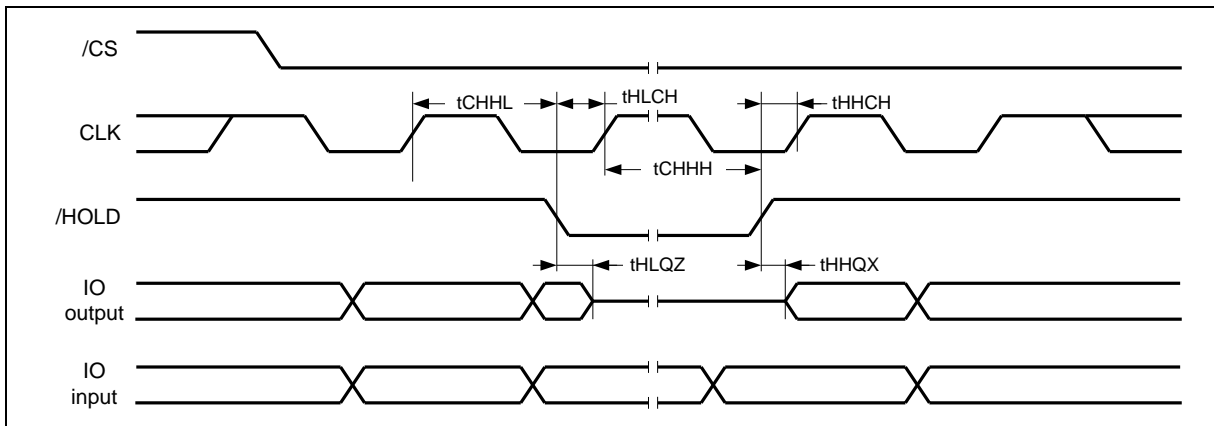 /CS
tCHHL
tHLCH
tHHCH
CLK
tCHHH
/HOLD
tHLQZ
tHHQX
IO
output
IO
input